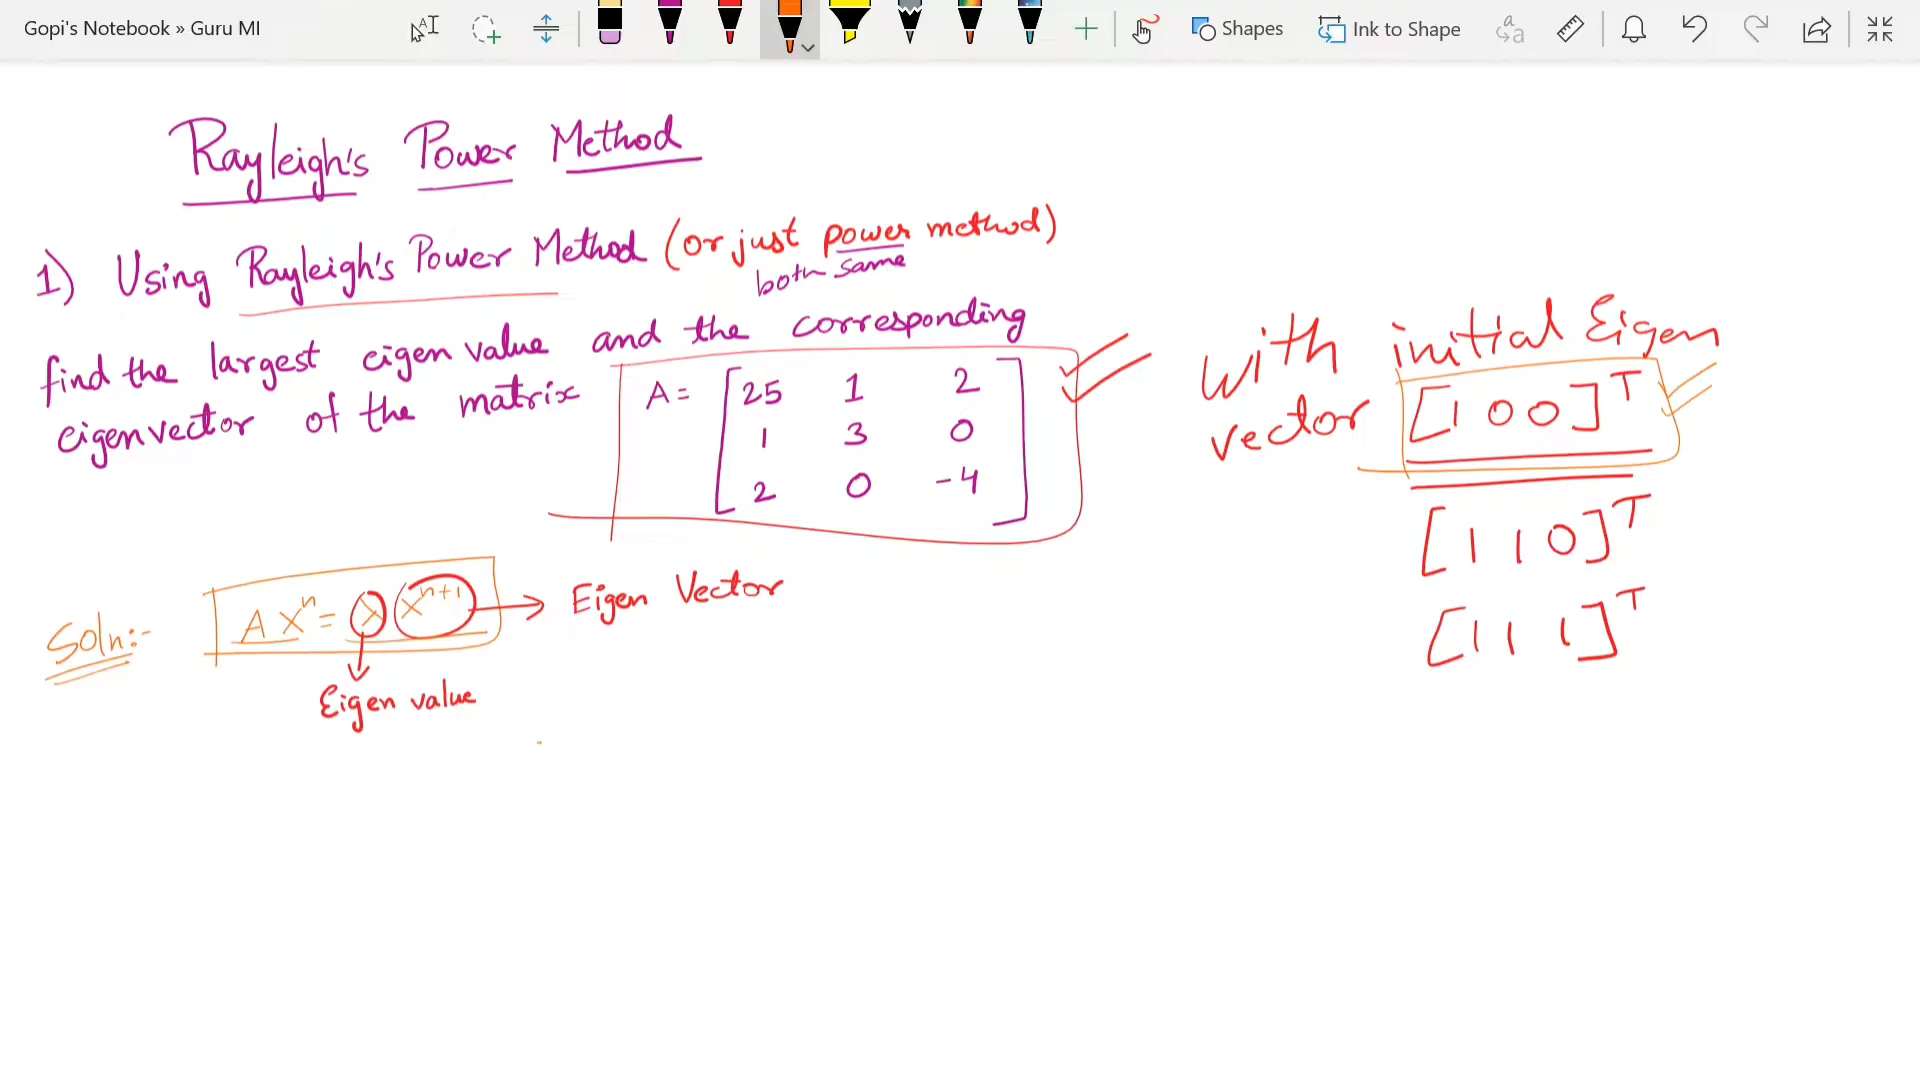 Gopi's Notebook » Guru MI
Shapes
Ink to Shape
Rayleigh's Power Method
1) Using Rayleigh's Power Method (or just power method)
both same
find the largest eigen value and the corresponding
eigenvector of the matrix A = [25 1 2
1 3 0
2 0 -4]
with initial Eigen
vector [1 0 0]ᵀ
[1 1 0]ᵀ
[1 1 1]ᵀ
Soln:- A Xⁿ = λ Xⁿ⁺¹ → Eigen Vector
Eigen value